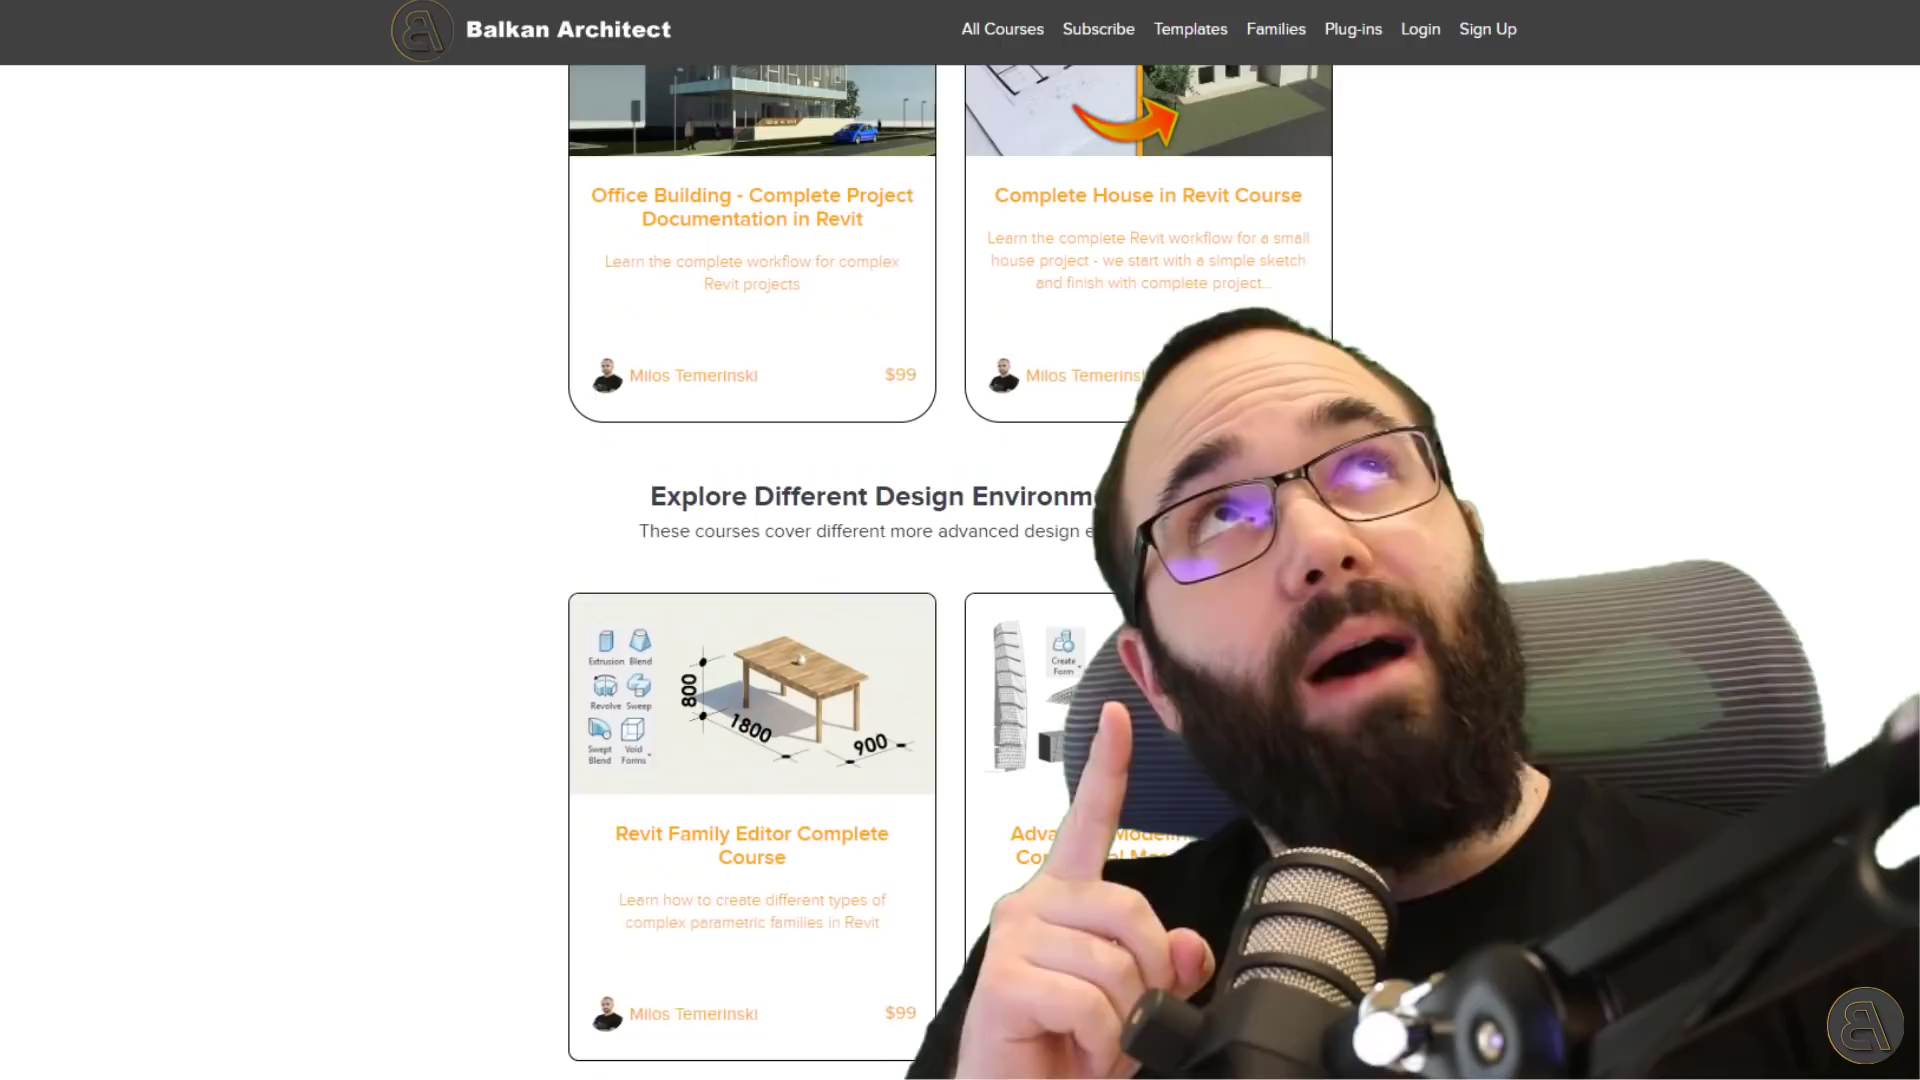 Balkan Architect
All Courses Subscribe Templates Families Plug-ins Login Sign Up
Office Building - Complete Project
Documentation in Revit
Learn the complete workflow for complex
Revit projects
Milos Temerinski $99
Complete House in Revit Course
Learn the complete Revit workflow for a small
house project - we start with a simple sketch
and finish with complete project...
Milos
Explore Different Design
These courses cover different more advanced design
Extrusion Blend
Revolve Sweep
Swept Void
Blend Forms
800
1800
900
Revit Family Editor Complete
Course
Learn how to create different types of
complex parametric families in Revit
Milos Temerinski $99
Create
Form